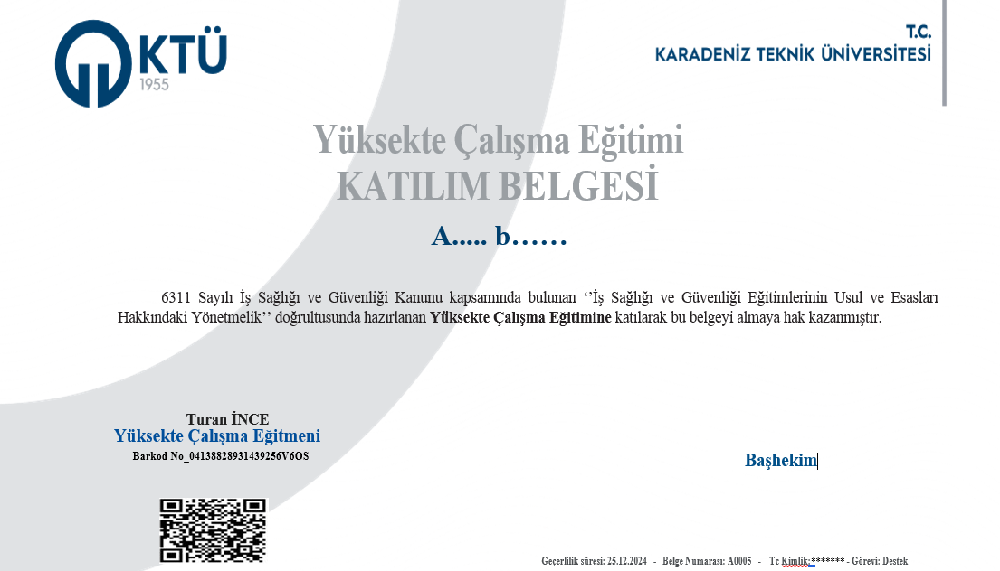 KTÜ
1955
T.C.
KARADENİZ TEKNİK ÜNİVERSİTESİ
Yüksekte Çalışma Eğitimi
KATILIM BELGESİ
A..... b……
6311 Sayılı İş Sağlığı ve Güvenliği Kanunu kapsamında bulunan ‘’İş Sağlığı ve Güvenliği Eğitimlerinin Usul ve Esasları
Hakkındaki Yönetmelik’’ doğrultusunda hazırlanan Yüksekte Çalışma Eğitimine katılarak bu belgeyi almaya hak kazanmıştır.
Turan İNCE
Yüksekte Çalışma Eğitmeni
Barkod No_04138828931439256V6OS
Başhekim
Geçerlilik süresi: 25.12.2024 - Belge Numarası: A0005 - Tc Kimlik:******* - Görevi: Destek